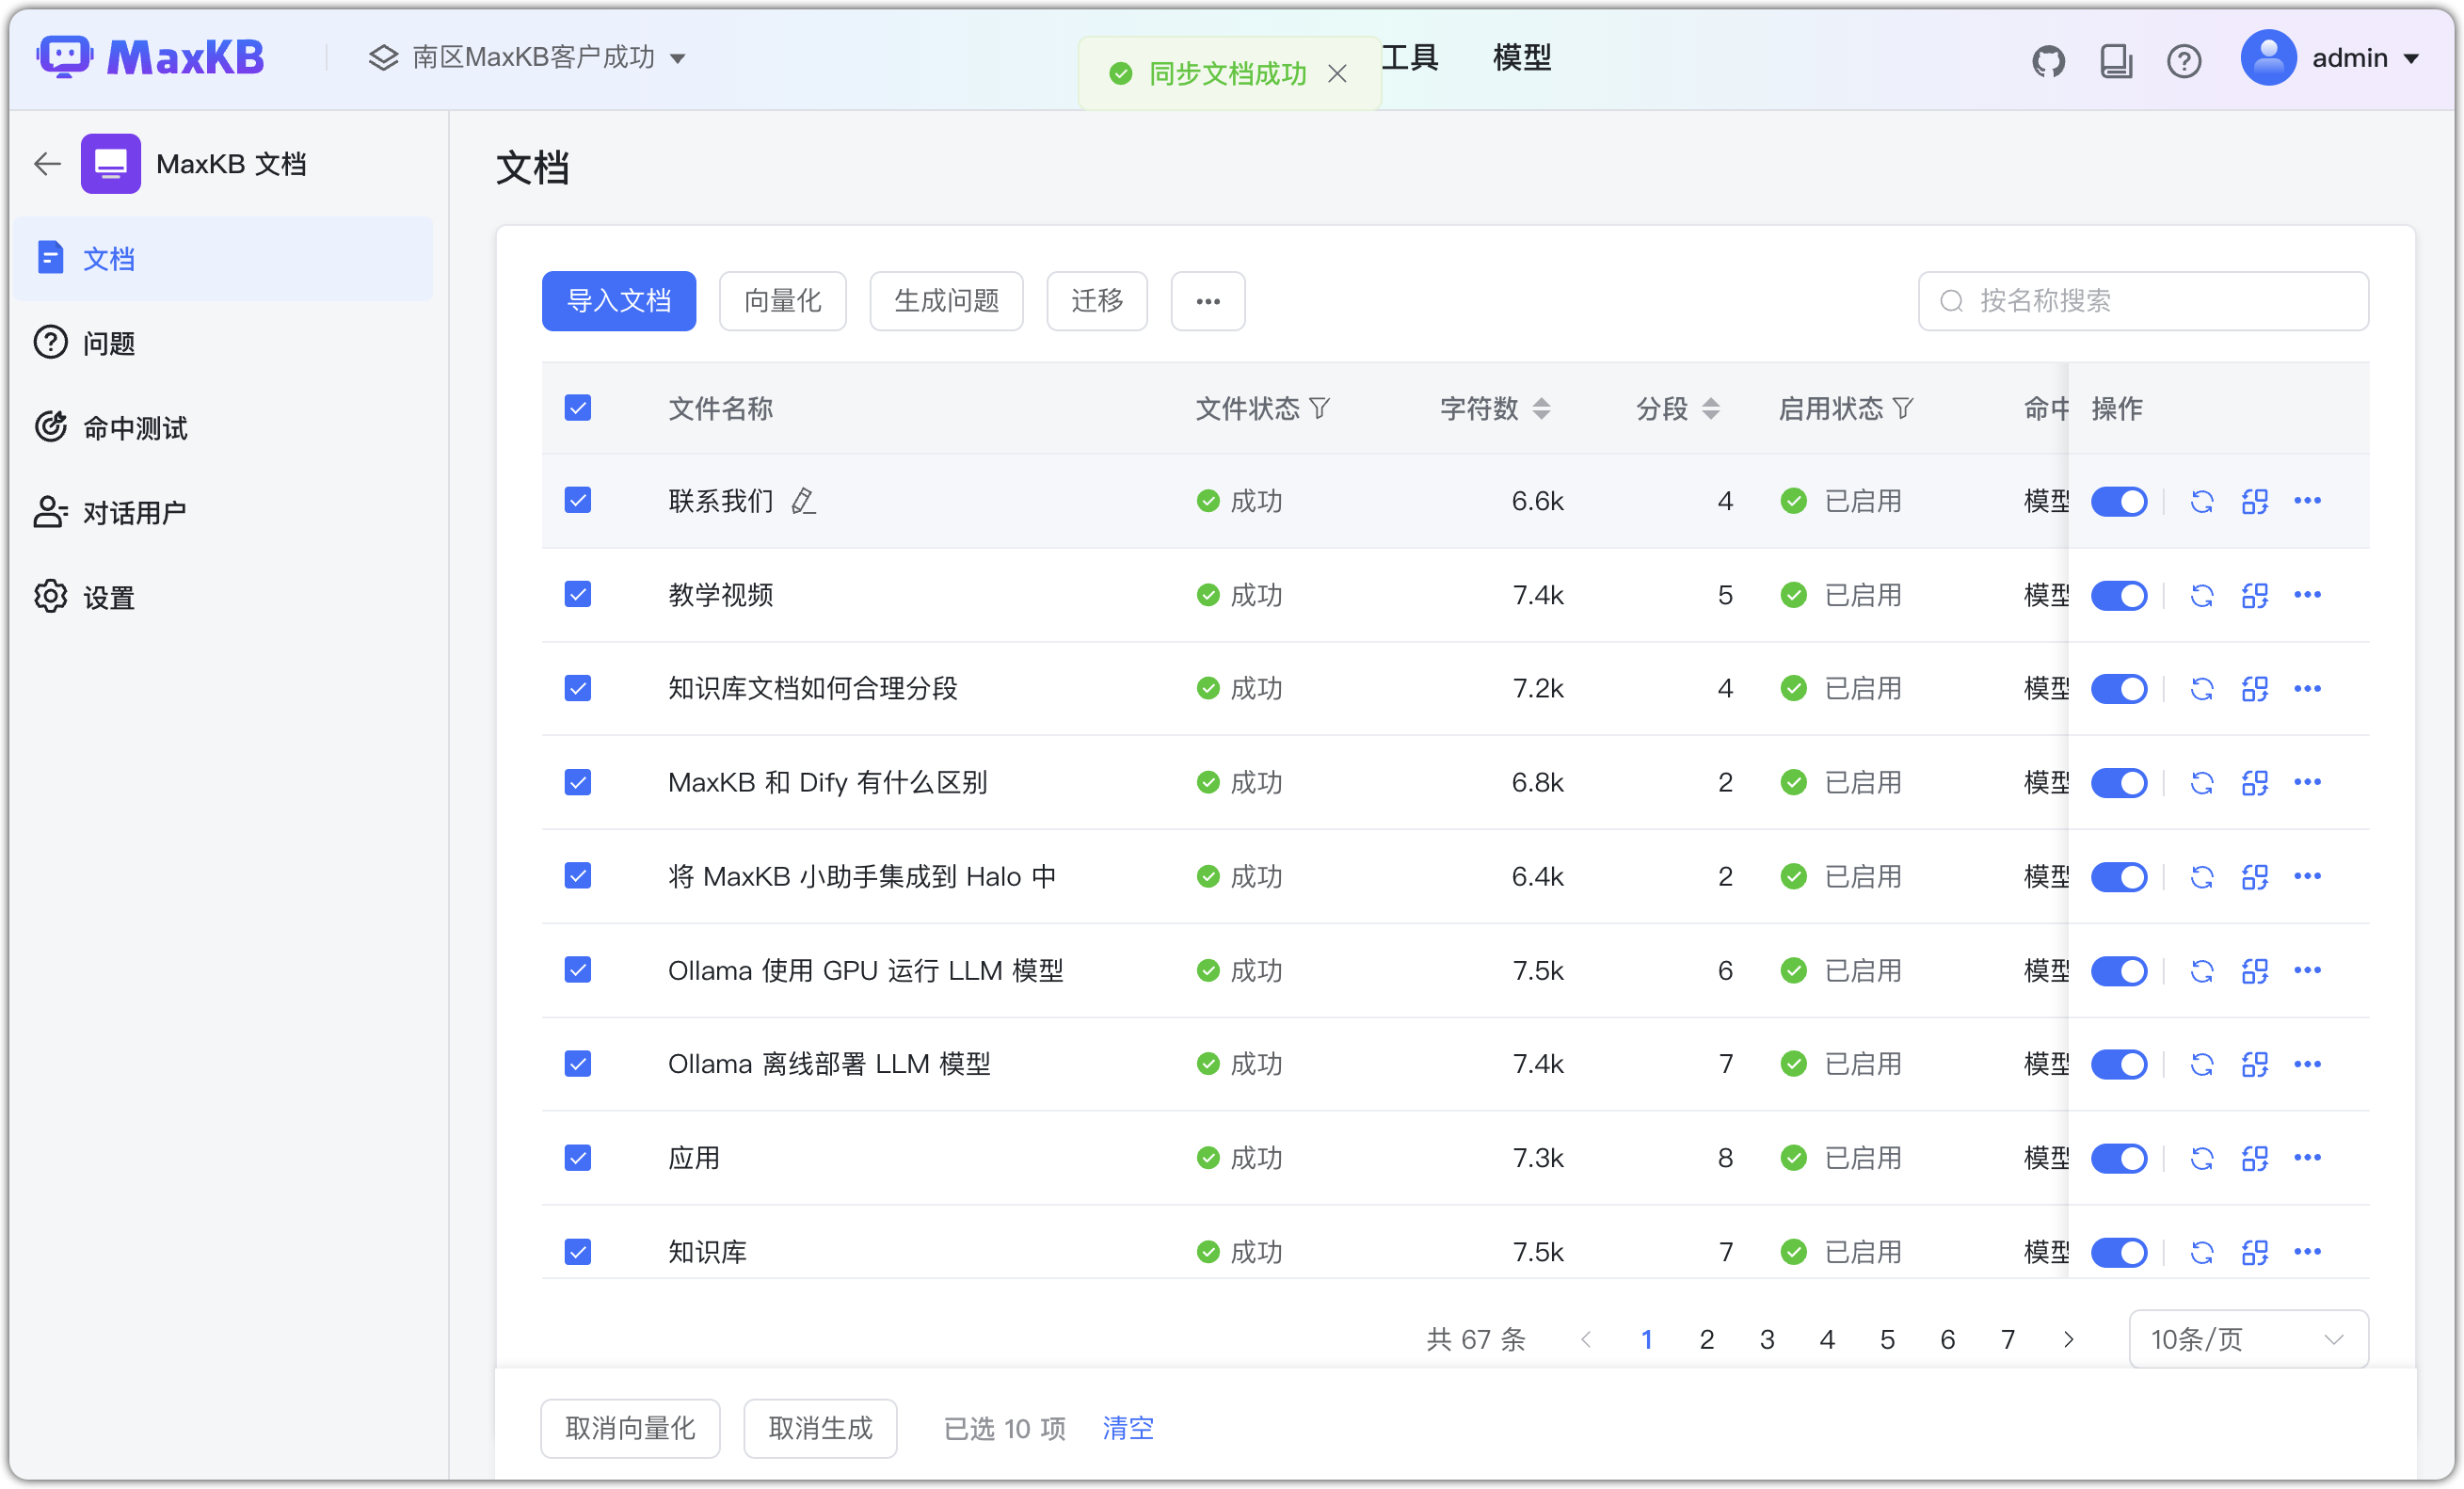 MaxKB 南区MaxKB客户成功 同步文档成功 工具 模型 admin
MaxKB 文档
文档
问题
命中测试
对话用户
设置
文档
导入文档 向量化 生成问题 迁移 ... 按名称搜索
文件名称 文件状态 字符数 分段 启用状态 命中 操作
联系我们 成功 6.6k 4 已启用 模型
教学视频 成功 7.4k 5 已启用 模型
知识库文档如何合理分段 成功 7.2k 4 已启用 模型
MaxKB 和 Dify 有什么区别 成功 6.8k 2 已启用 模型
将 MaxKB 小助手集成到 Halo 中 成功 6.4k 2 已启用 模型
Ollama 使用 GPU 运行 LLM 模型 成功 7.5k 6 已启用 模型
Ollama 离线部署 LLM 模型 成功 7.4k 7 已启用 模型
应用 成功 7.3k 8 已启用 模型
知识库 成功 7.5k 7 已启用 模型
共 67 条 1 2 3 4 5 6 7 10条/页
取消向量化 取消生成 已选 10 项 清空